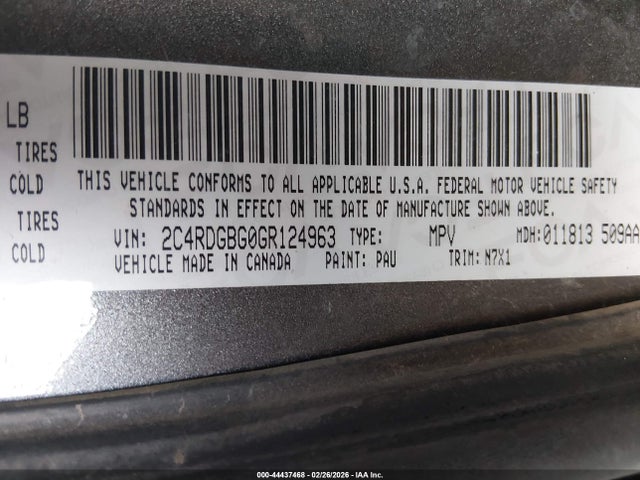 LB
TIRES
COLD THIS VEHICLE CONFORMS TO ALL APPLICABLE U.S.A. FEDERAL MOTOR VEHICLE SAFETY
TIRES STANDARDS IN EFFECT ON THE DATE OF MANUFACTURE SHOWN ABOVE.
COLD VIN: 2C4RDGBG0GR124963 TYPE: MPV MDH:011813 509AA
VEHICLE MADE IN CANADA PAINT: PAU TRIM: N7X1
000-44437468 | 02/26/2026 - © IAA Inc.